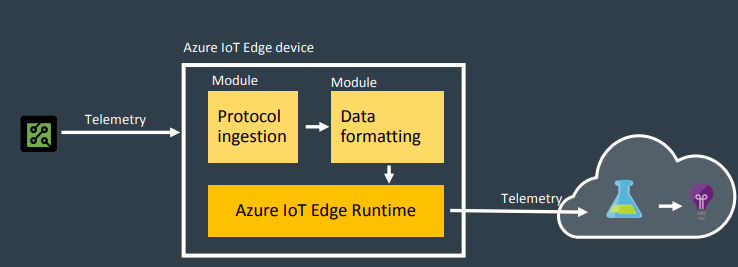 Azure IoT Edge device
Module
Module
Telemetry
Protocol
ingestion
Data
formatting
Azure IoT Edge Runtime
Telemetry